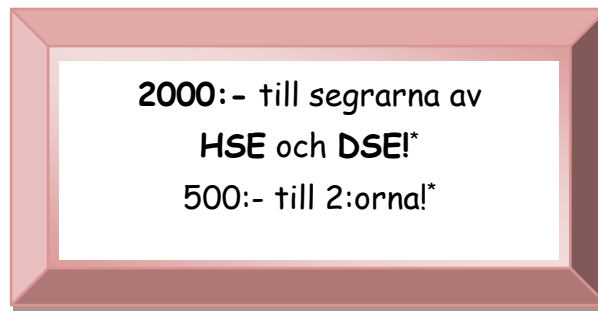 2000:- till segrarna av
HSE och DSE!*
500:- till 2:orna!*